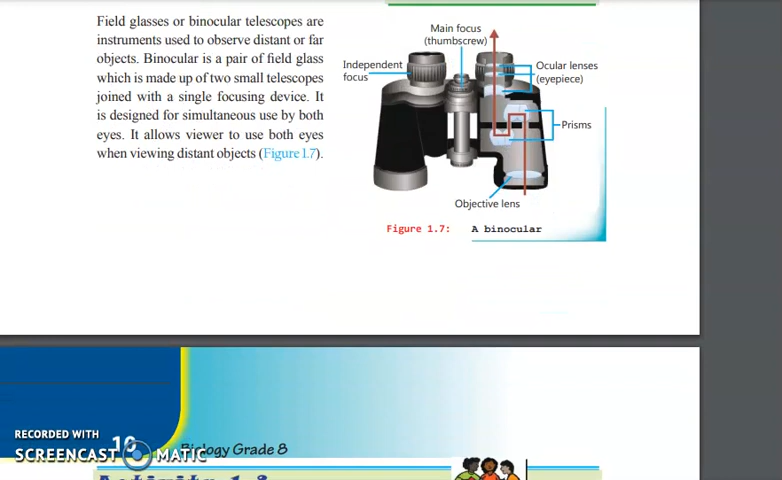 Field glasses or binocular telescopes are
instruments used to observe distant or far
objects. Binocular is a pair of field glass
which is made up of two small telescopes
joined with a single focusing device. It
is designed for simultaneous use by both
eyes. It allows viewer to use both eyes
when viewing distant objects (Figure 1.7).
Main focus
(thumbscrew)
Independent
focus
Ocular lenses
(eyepiece)
Prisms
Objective lens
Figure 1.7: A binocular
RECORDED WITH
SCREENCAST MATIC
16
Biology Grade 8